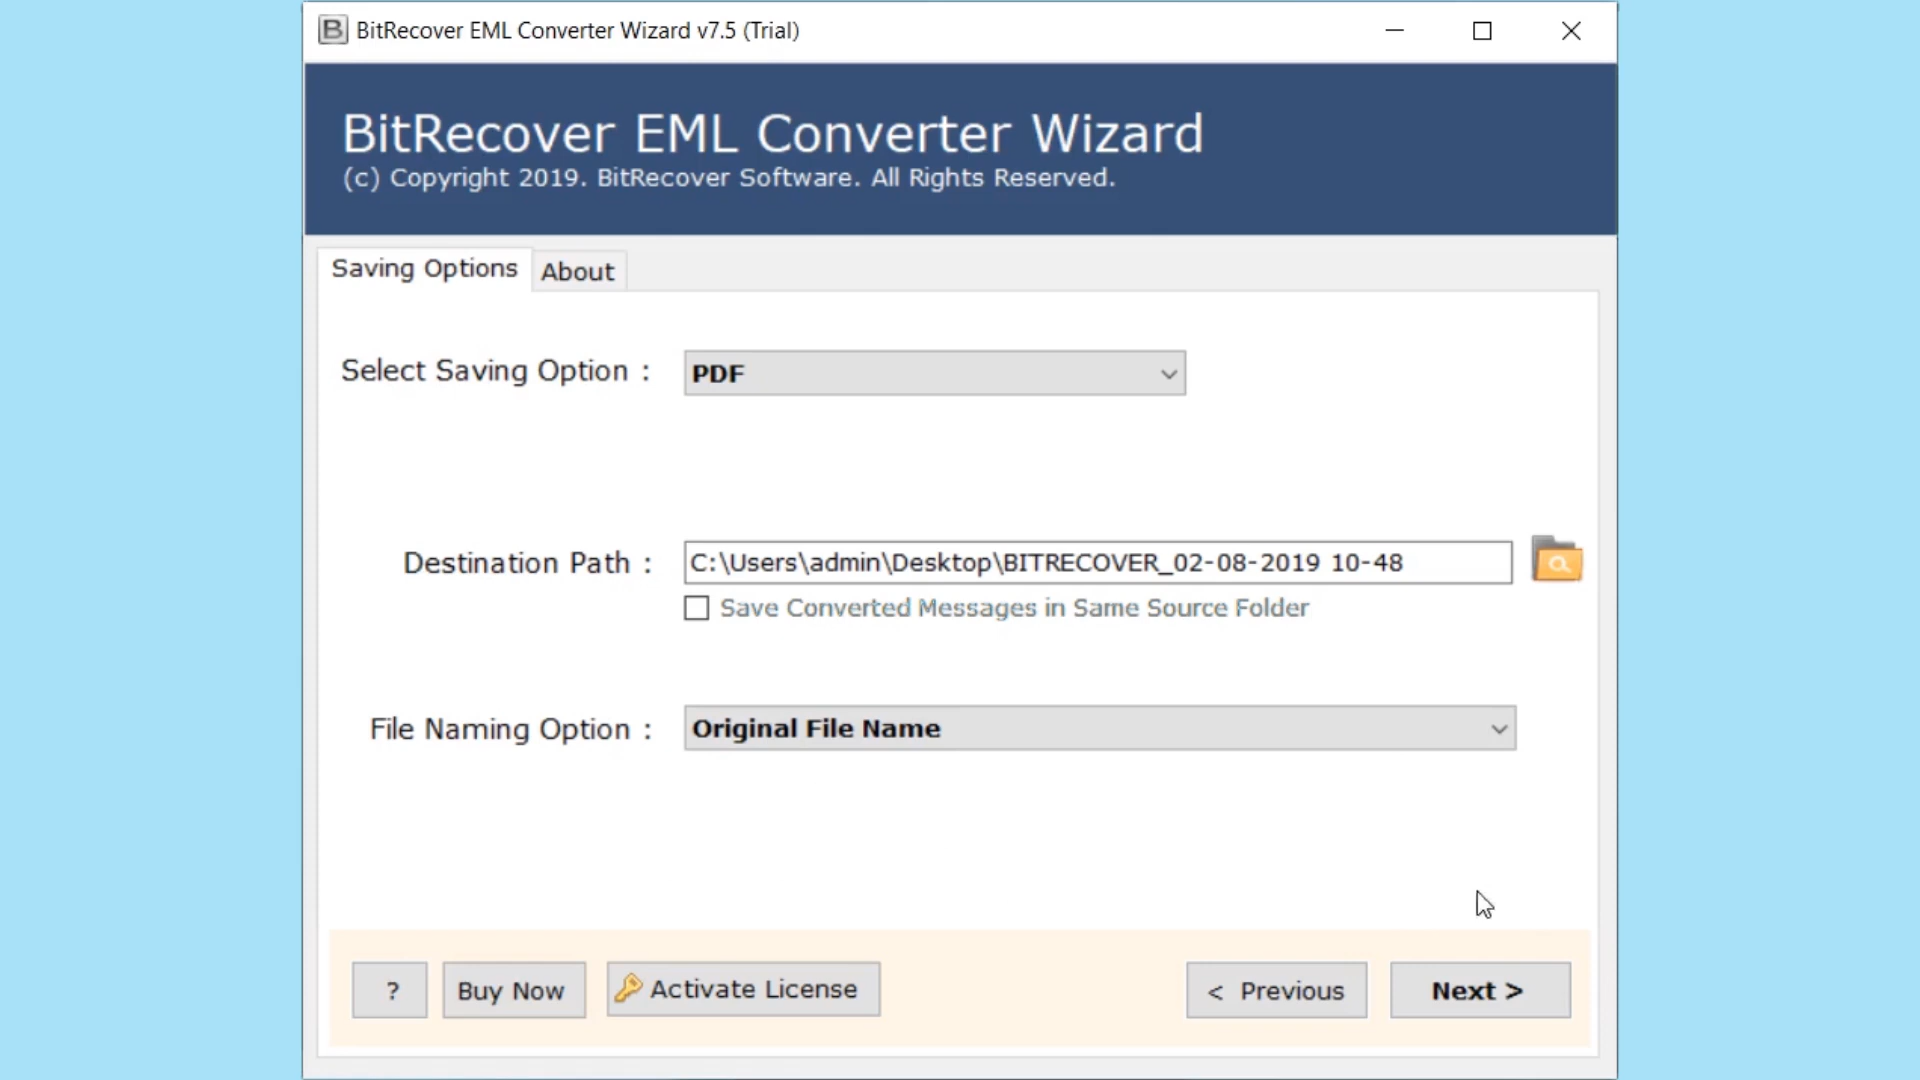 BitRecover EML Converter Wizard v7.5 (Trial)
BitRecover EML Converter Wizard
(c) Copyright 2019. BitRecover Software. All Rights Reserved.
Saving Options
About
Select Saving Option :
PDF
Destination Path :
C:\Users\admin\Desktop\BITRECOVER_02-08-2019 10-48
Save Converted Messages in Same Source Folder
File Naming Option :
Original File Name
?
Buy Now
Activate License
< Previous
Next >